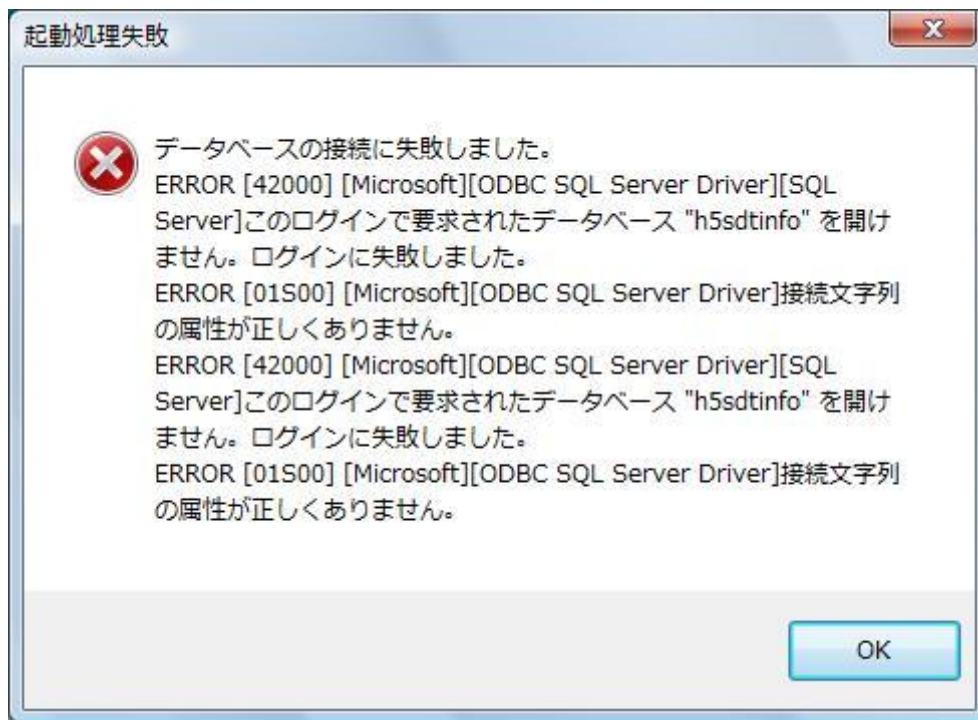 起動処理失敗
データベースの接続に失敗しました。
ERROR [42000] [Microsoft][ODBC SQL Server Driver][SQL
Server]このログインで要求されたデータベース "h5sdtinfo" を開け
ません。ログインに失敗しました。
ERROR [01S00] [Microsoft][ODBC SQL Server Driver]接続文字列
の属性が正しくありません。
ERROR [42000] [Microsoft][ODBC SQL Server Driver][SQL
Server]このログインで要求されたデータベース "h5sdtinfo" を開け
ません。ログインに失敗しました。
ERROR [01S00] [Microsoft][ODBC SQL Server Driver]接続文字列
の属性が正しくありません。
OK